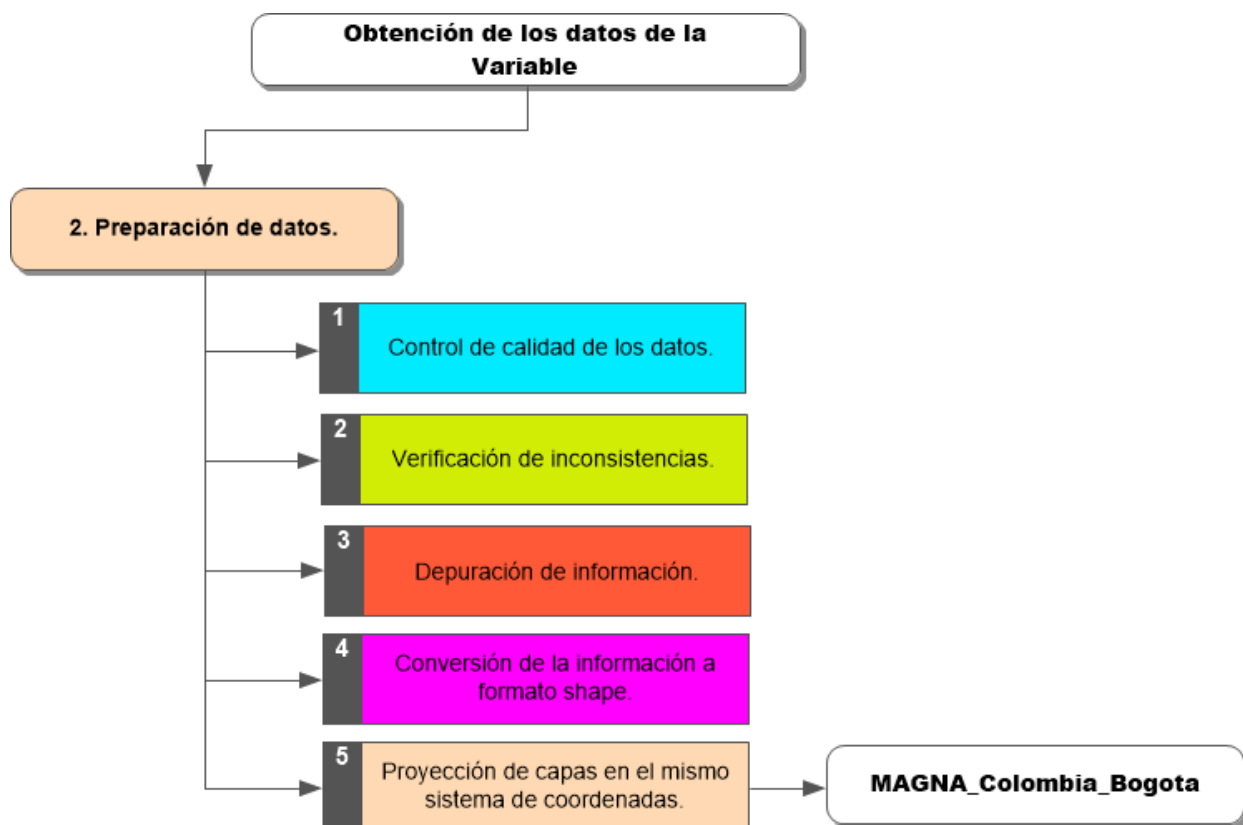 Obtención de los datos de la
Variable
2. Preparación de datos.
1
Control de calidad de los datos.
2
Verificación de inconsistencias.
3
Depuración de información.
4
Conversión de la información a
formato shape.
5
Proyección de capas en el mismo
sistema de coordenadas.
MAGNA_Colombia_Bogota